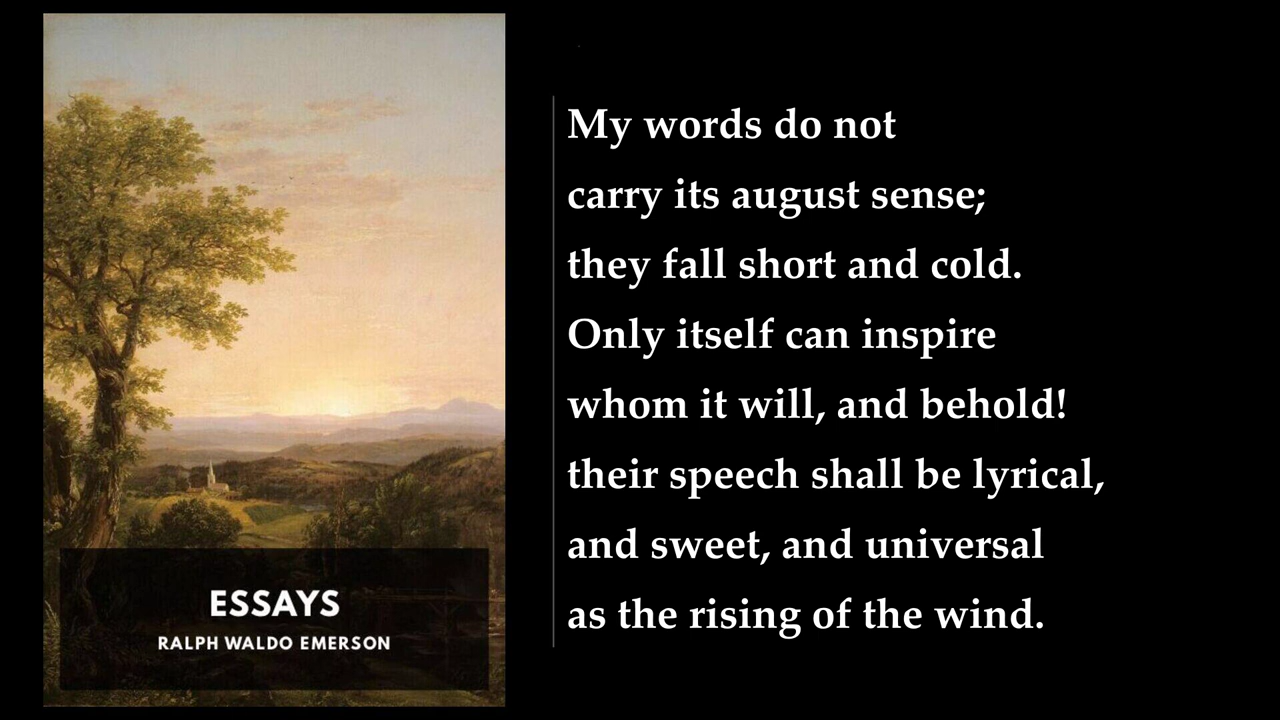 ESSAYS
RALPH WALDO EMERSON
My words do not
carry its august sense;
they fall short and cold.
Only itself can inspire
whom it will, and behold!
their speech shall be lyrical,
and sweet, and universal
as the rising of the wind.